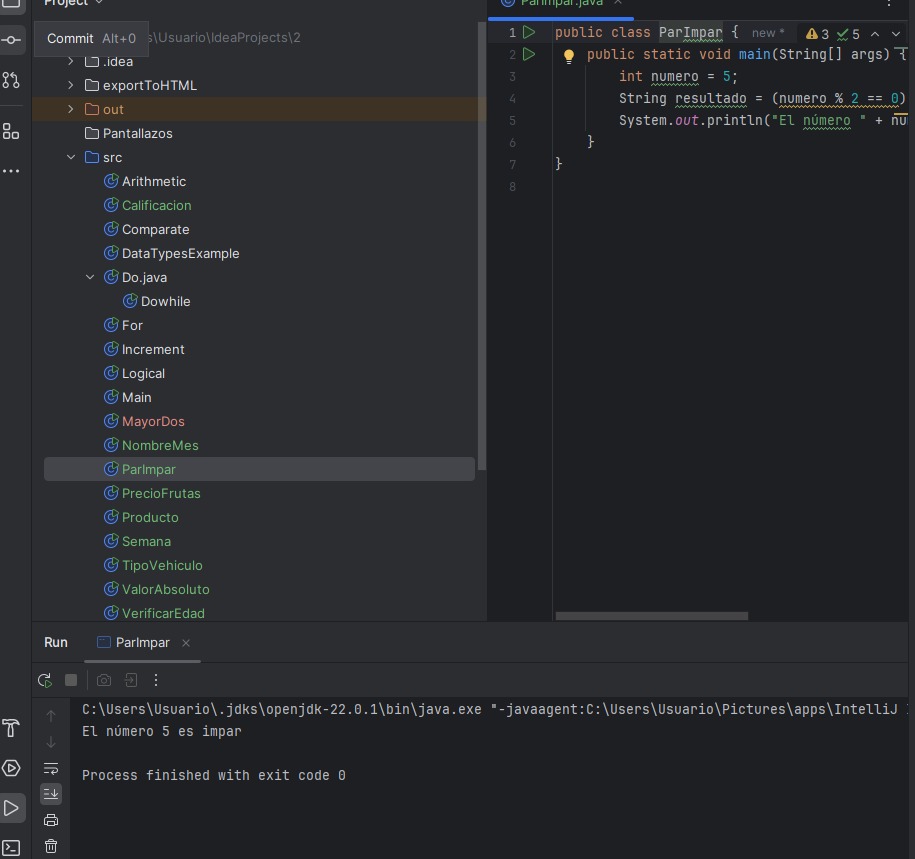 Project
ParImpar.java
Commit Alt+0
s\Usuario\IdeaProjects\2
.idea
exportToHTML
out
Pantallazos
src
Arithmetic
Calificacion
Comparate
DataTypesExample
Do.java
Dowhile
For
Increment
Logical
Main
MayorDos
NombreMes
ParImpar
PrecioFrutas
Producto
Semana
TipoVehiculo
ValorAbsoluto
VerificarEdad
1 public class ParImpar { new * 3 5
2 public static void main(String[] args) {
3 int numero = 5;
4 String resultado = (numero % 2 == 0)
5 System.out.println("El número " + nu
6 }
7 }
8
Run ParImpar
C:\Users\Usuario\.jdks\openjdk-22.0.1\bin\java.exe "-javaagent:C:\Users\Usuario\Pictures\apps\IntelliJ
El número 5 es impar
Process finished with exit code 0